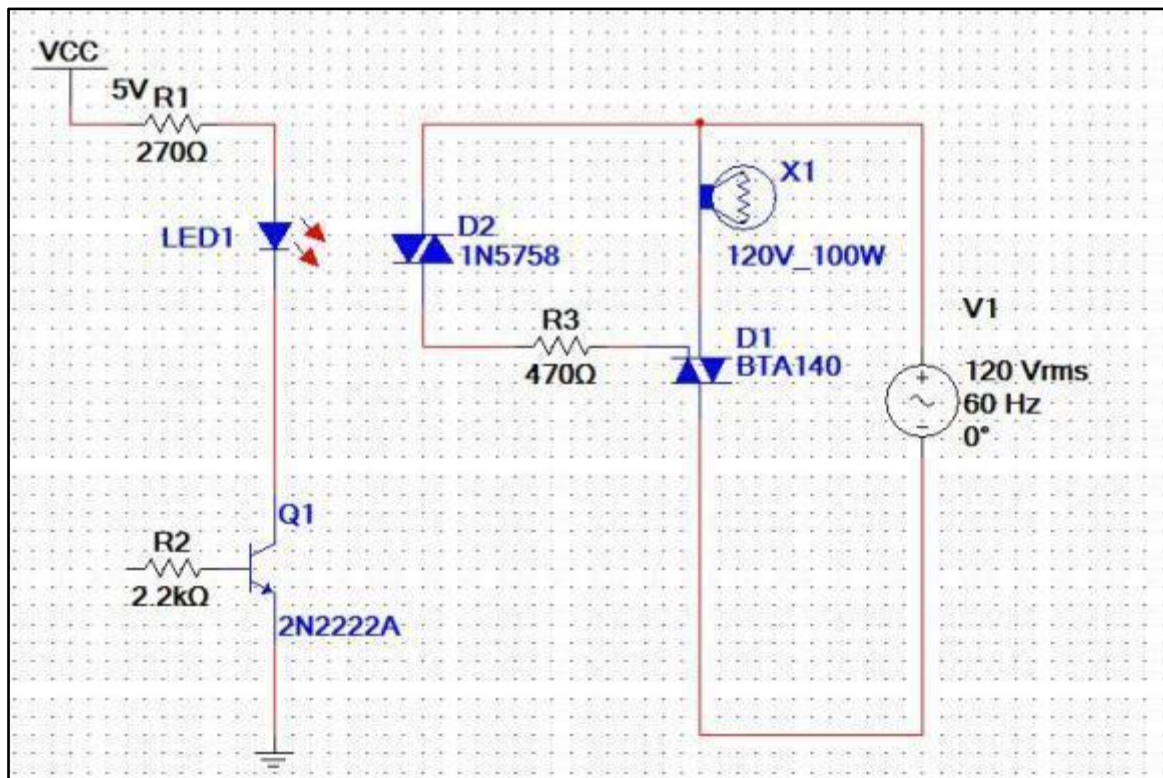 VCC
5V
R1
270Ω
LED1
D2
1N5758
X1
120V_100W
R3
470Ω
D1
BTA140
V1
120 Vrms
60 Hz
0°
Q1
R2
2.2kΩ
2N2222A